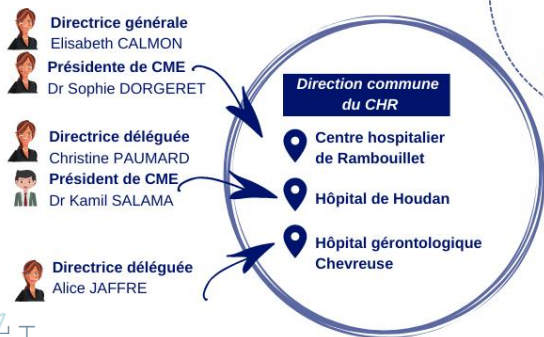 Directrice générale
Elisabeth CALMON
Présidente de CME
Dr Sophie DORGERET
Directrice déléguée
Christine PAUMARD
Président de CME
Dr Kamil SALAMA
Directrice déléguée
Alice JAFFRE
Direction commune
du CHR
Centre hospitalier
de Rambouillet
Hôpital de Houdan
Hôpital gérontologique
Chevreuse